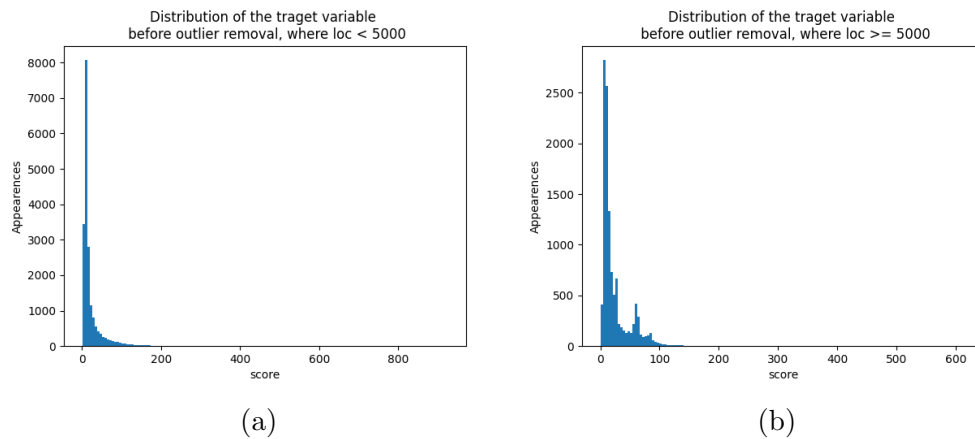 Distribution of the traget variable
before outlier removal, where loc < 5000
8000
7000
6000
5000
4000
3000
2000
1000
0
Appearences
0 200 400 600 800
score
(a)
Distribution of the traget variable
before outlier removal, where loc >= 5000
2500
2000
1500
1000
500
0
Appearences
0 100 200 300 400 500 600
score
(b)